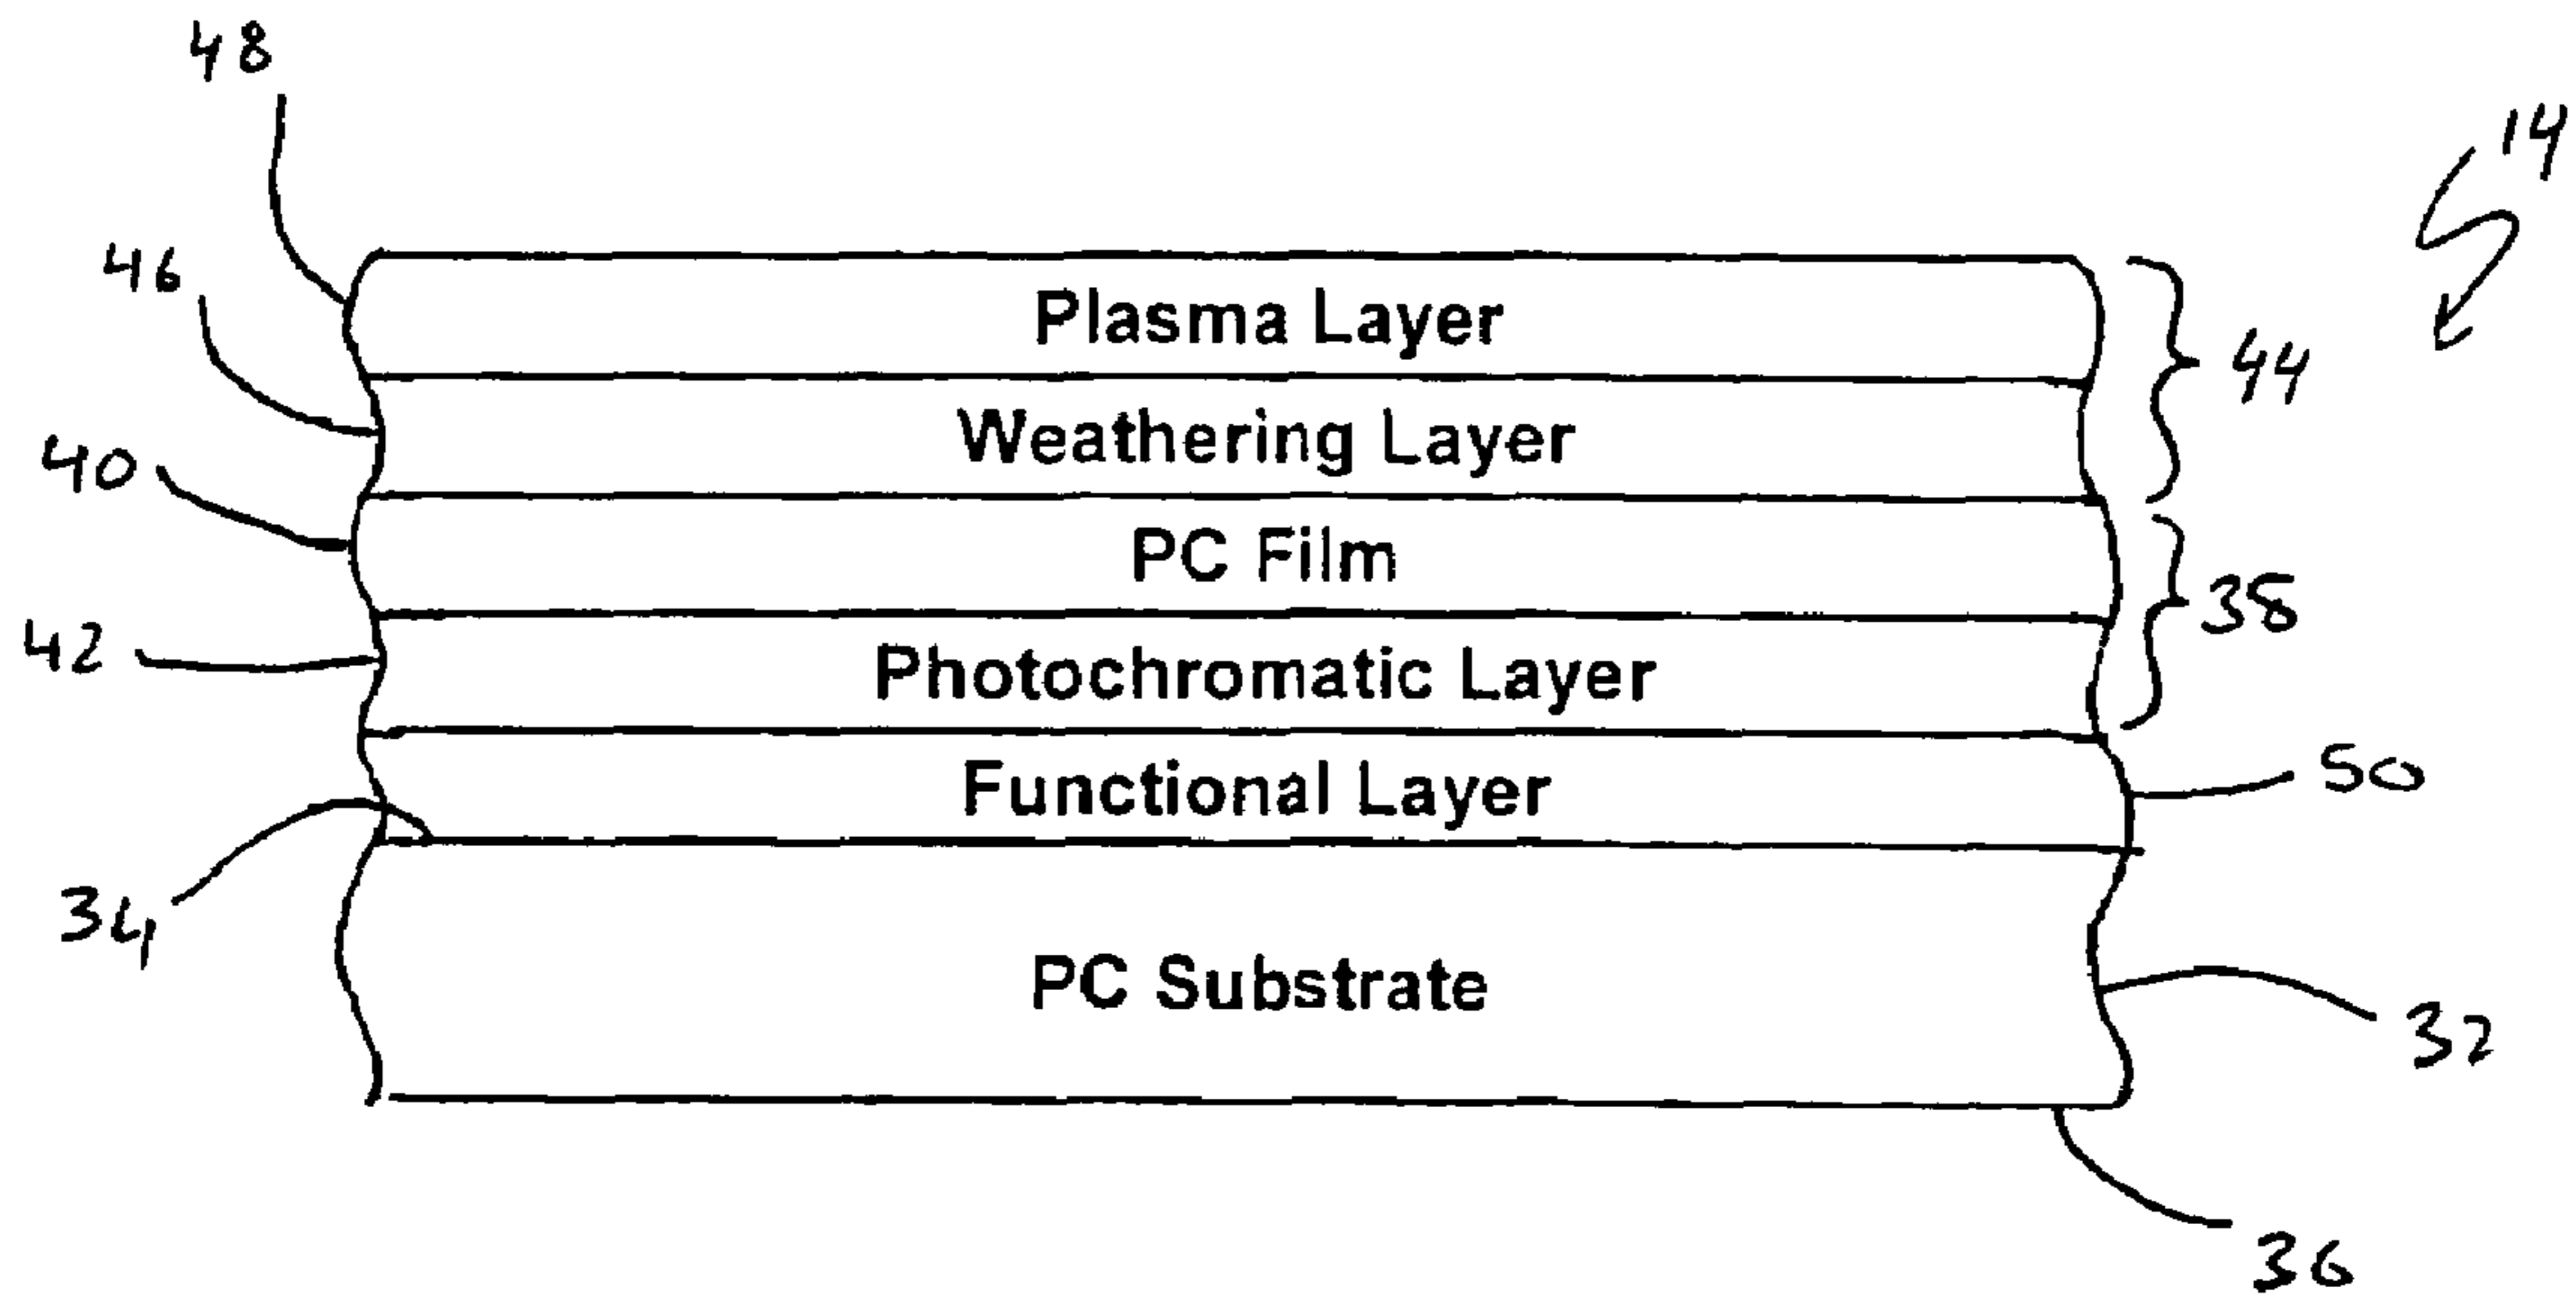 48
14
46
Plasma Layer
44
40
Weathering Layer
PC Film
38
42
Photochromatic Layer
50
Functional Layer
34
PC Substrate
32
36